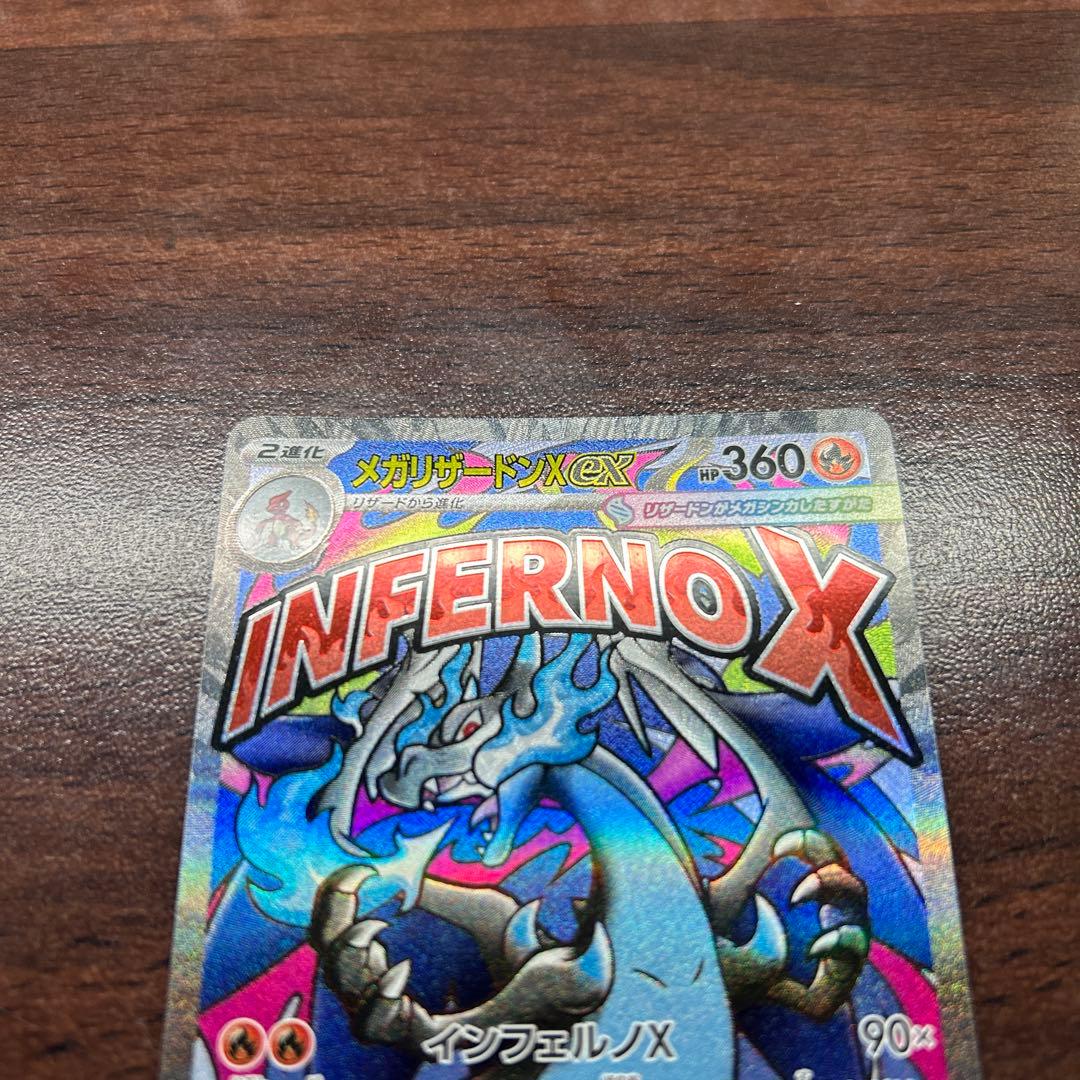 2進化 メガリザードンXex HP360
リザードから進化 リザードンがメガシンカしたすがた
INFERNO X
インフェルノX 90×